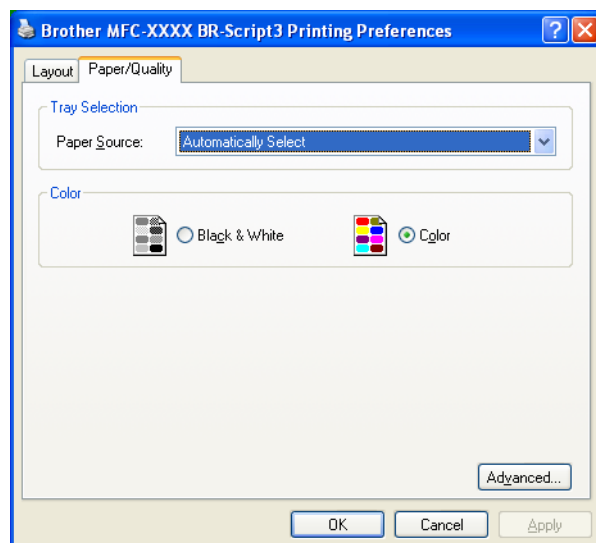 Brother MFC-XXXX BR-Script3 Printing Preferences
Layout Paper/Quality
Tray Selection
Paper Source: Automatically Select
Color
Black & White Color
Advanced...
OK Cancel Apply